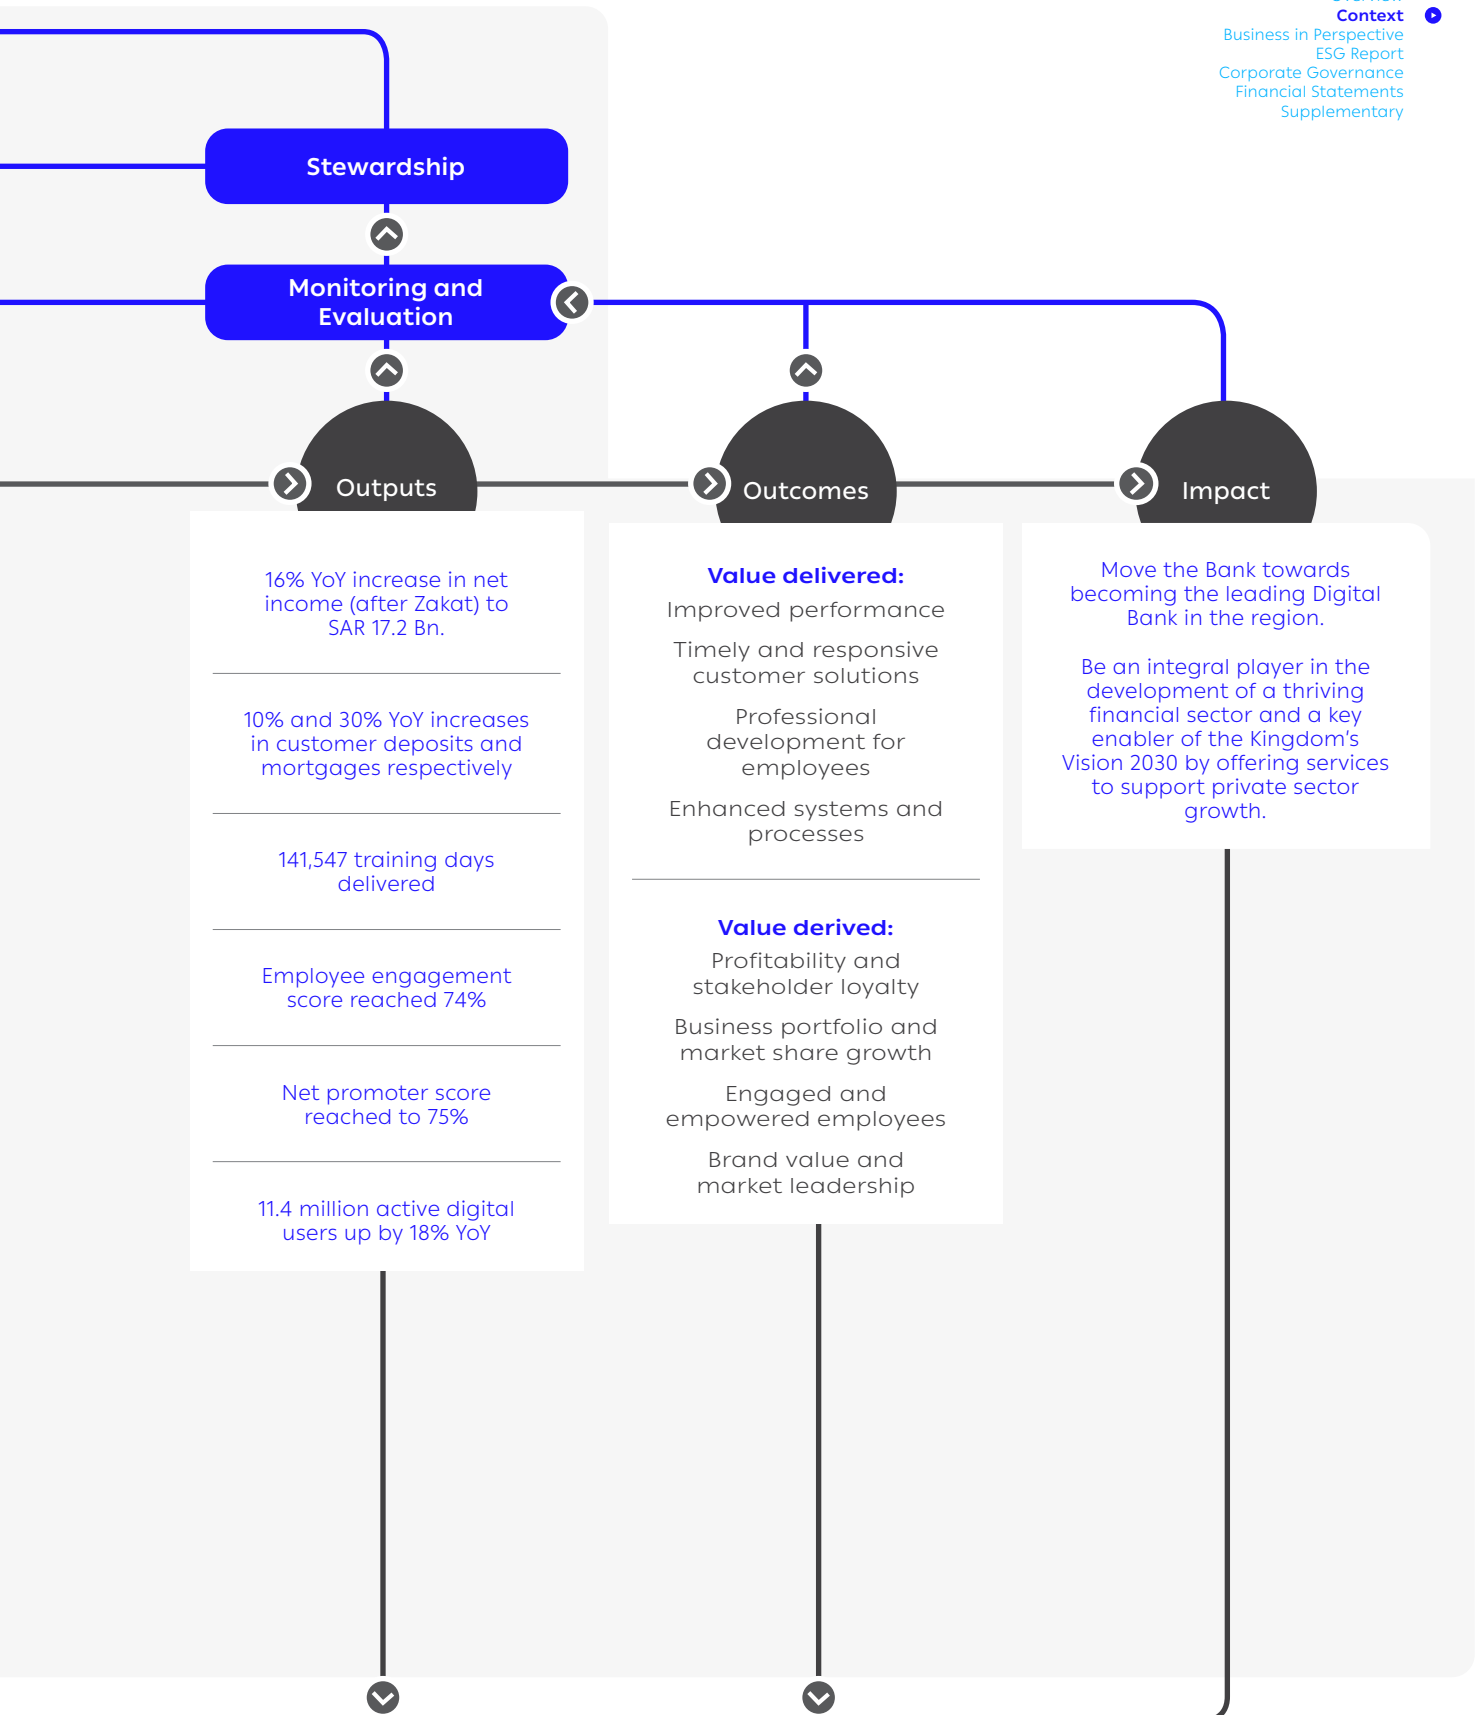 Overview
Context
Business in Perspective
ESG Report
Corporate Governance
Financial Statements
Supplementary
Stewardship
Monitoring and
Evaluation
Outputs
16% YoY increase in net
income (after Zakat) to
SAR 17.2 Bn.
10% and 30% YoY increases
in customer deposits and
mortgages respectively
141,547 training days
delivered
Employee engagement
score reached 74%
Net promoter score
reached to 75%
11.4 million active digital
users up by 18% YoY
Outcomes
Value delivered:
Improved performance
Timely and responsive
customer solutions
Professional
development for
employees
Enhanced systems and
processes
Value derived:
Profitability and
stakeholder loyalty
Business portfolio and
market share growth
Engaged and
empowered employees
Brand value and
market leadership
Impact
Move the Bank towards
becoming the leading Digital
Bank in the region.
Be an integral player in the
development of a thriving
financial sector and a key
enabler of the Kingdom's
Vision 2030 by offering services
to support private sector
growth.